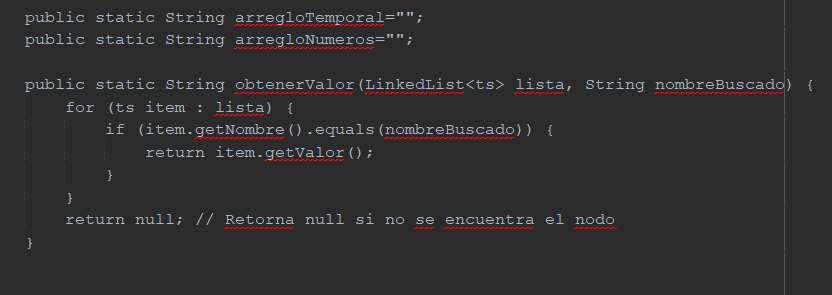 public static String arregloTemporal="";
public static String arregloNumeros="";
public static String obtenerValor(LinkedList<ts> lista, String nombreBuscado) {
for (ts item : lista) {
if (item.getNombre().equals(nombreBuscado)) {
return item.getValor();
}
}
return null; // Retorna null si no se encuentra el nodo
}